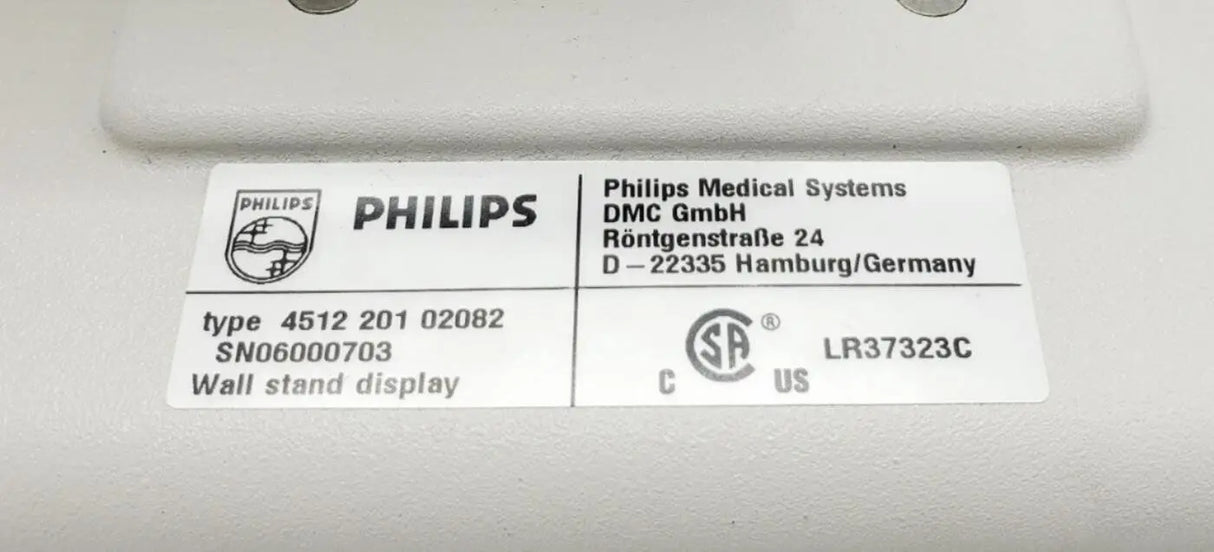 PHILIPS
PHILIPS
Philips Medical Systems
DMC GmbH
Röntgenstraße 24
D – 22335 Hamburg/Germany
type 4512 201 02082
SN06000703
Wall stand display
C SA ® US
LR37323C